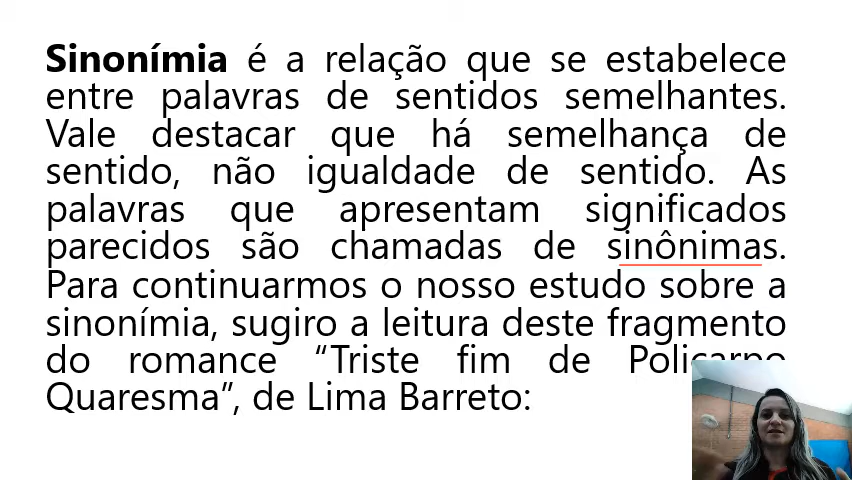 Sinonímia é a relação que se estabelece
entre palavras de sentidos semelhantes.
Vale destacar que há semelhança de
sentido, não igualdade de sentido. As
palavras que apresentam significados
parecidos são chamadas de sinônimas.
Para continuarmos o nosso estudo sobre a
sinonímia, sugiro a leitura deste fragmento
do romance “Triste fim de Policarpo
Quaresma”, de Lima Barreto: